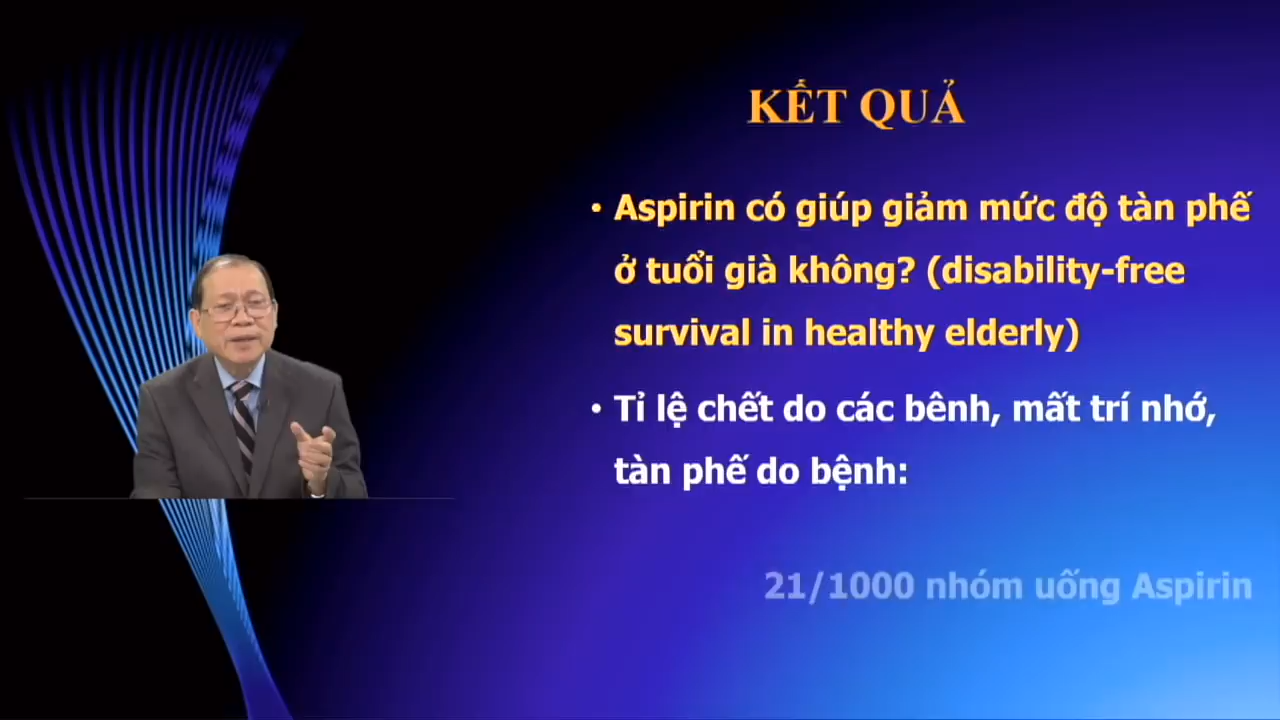 KẾT QUẢ
• Aspirin có giúp giảm mức độ tàn phế
ở tuổi già không? (disability-free
survival in healthy elderly)
• Tỉ lệ chết do các bênh, mất trí nhớ,
tàn phế do bệnh:
21/1000 nhóm uống Aspirin